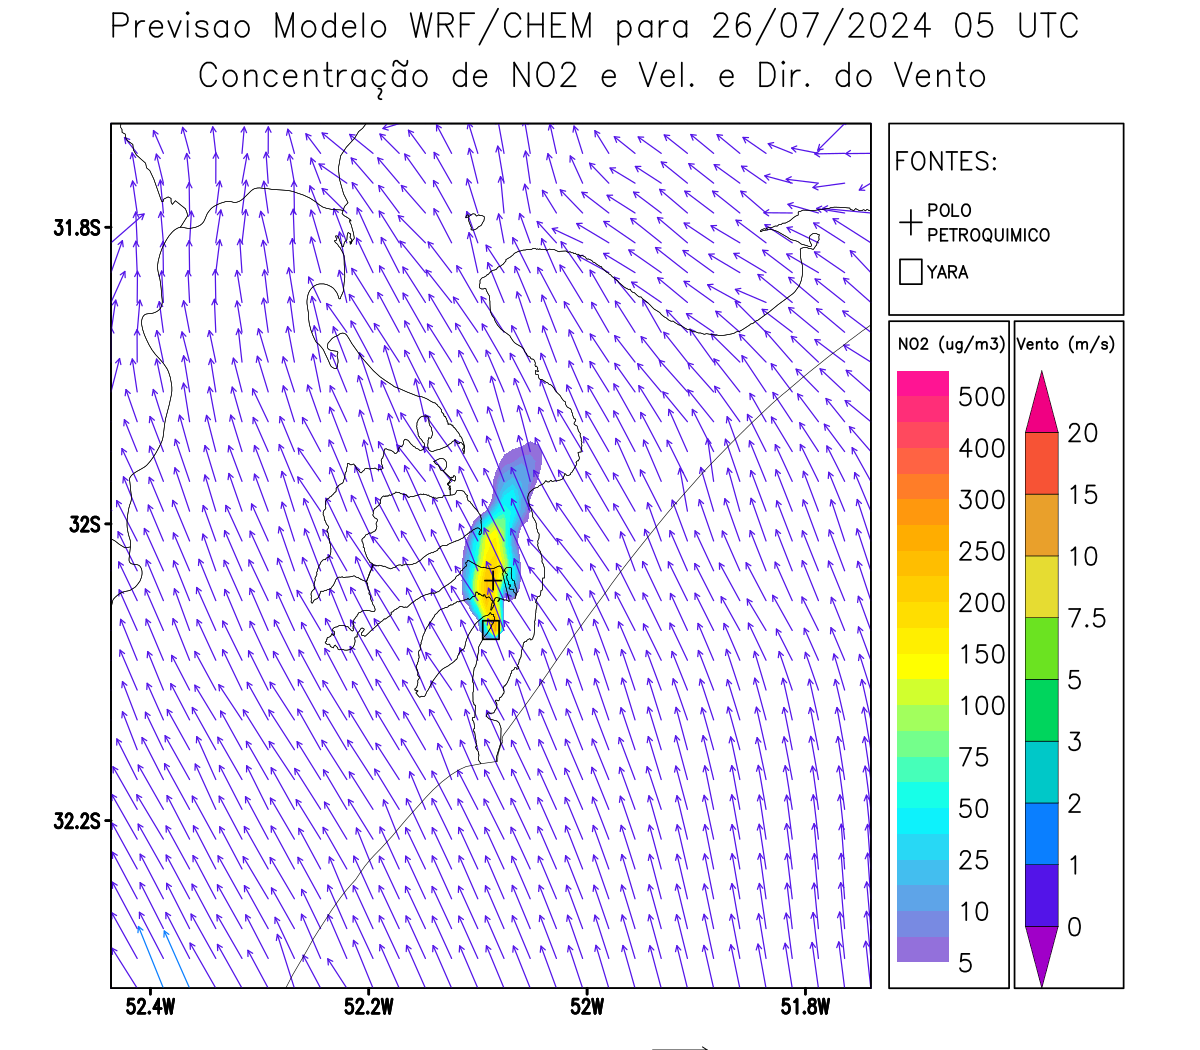 Previsao Modelo WRF/CHEM para 26/07/2024 05 UTC
Concentração de NO2 e Vel. e Dir. do Vento
FONTES:
POLO
PETROQUIMICO
YARA
31.8S
32S
32.2S
52.4W
52.2W
52W
51.8W
NO2 (ug/m3)
500
400
300
250
200
150
100
75
50
25
10
5
Vento (m/s)
20
15
10
7.5
5
3
2
1
0